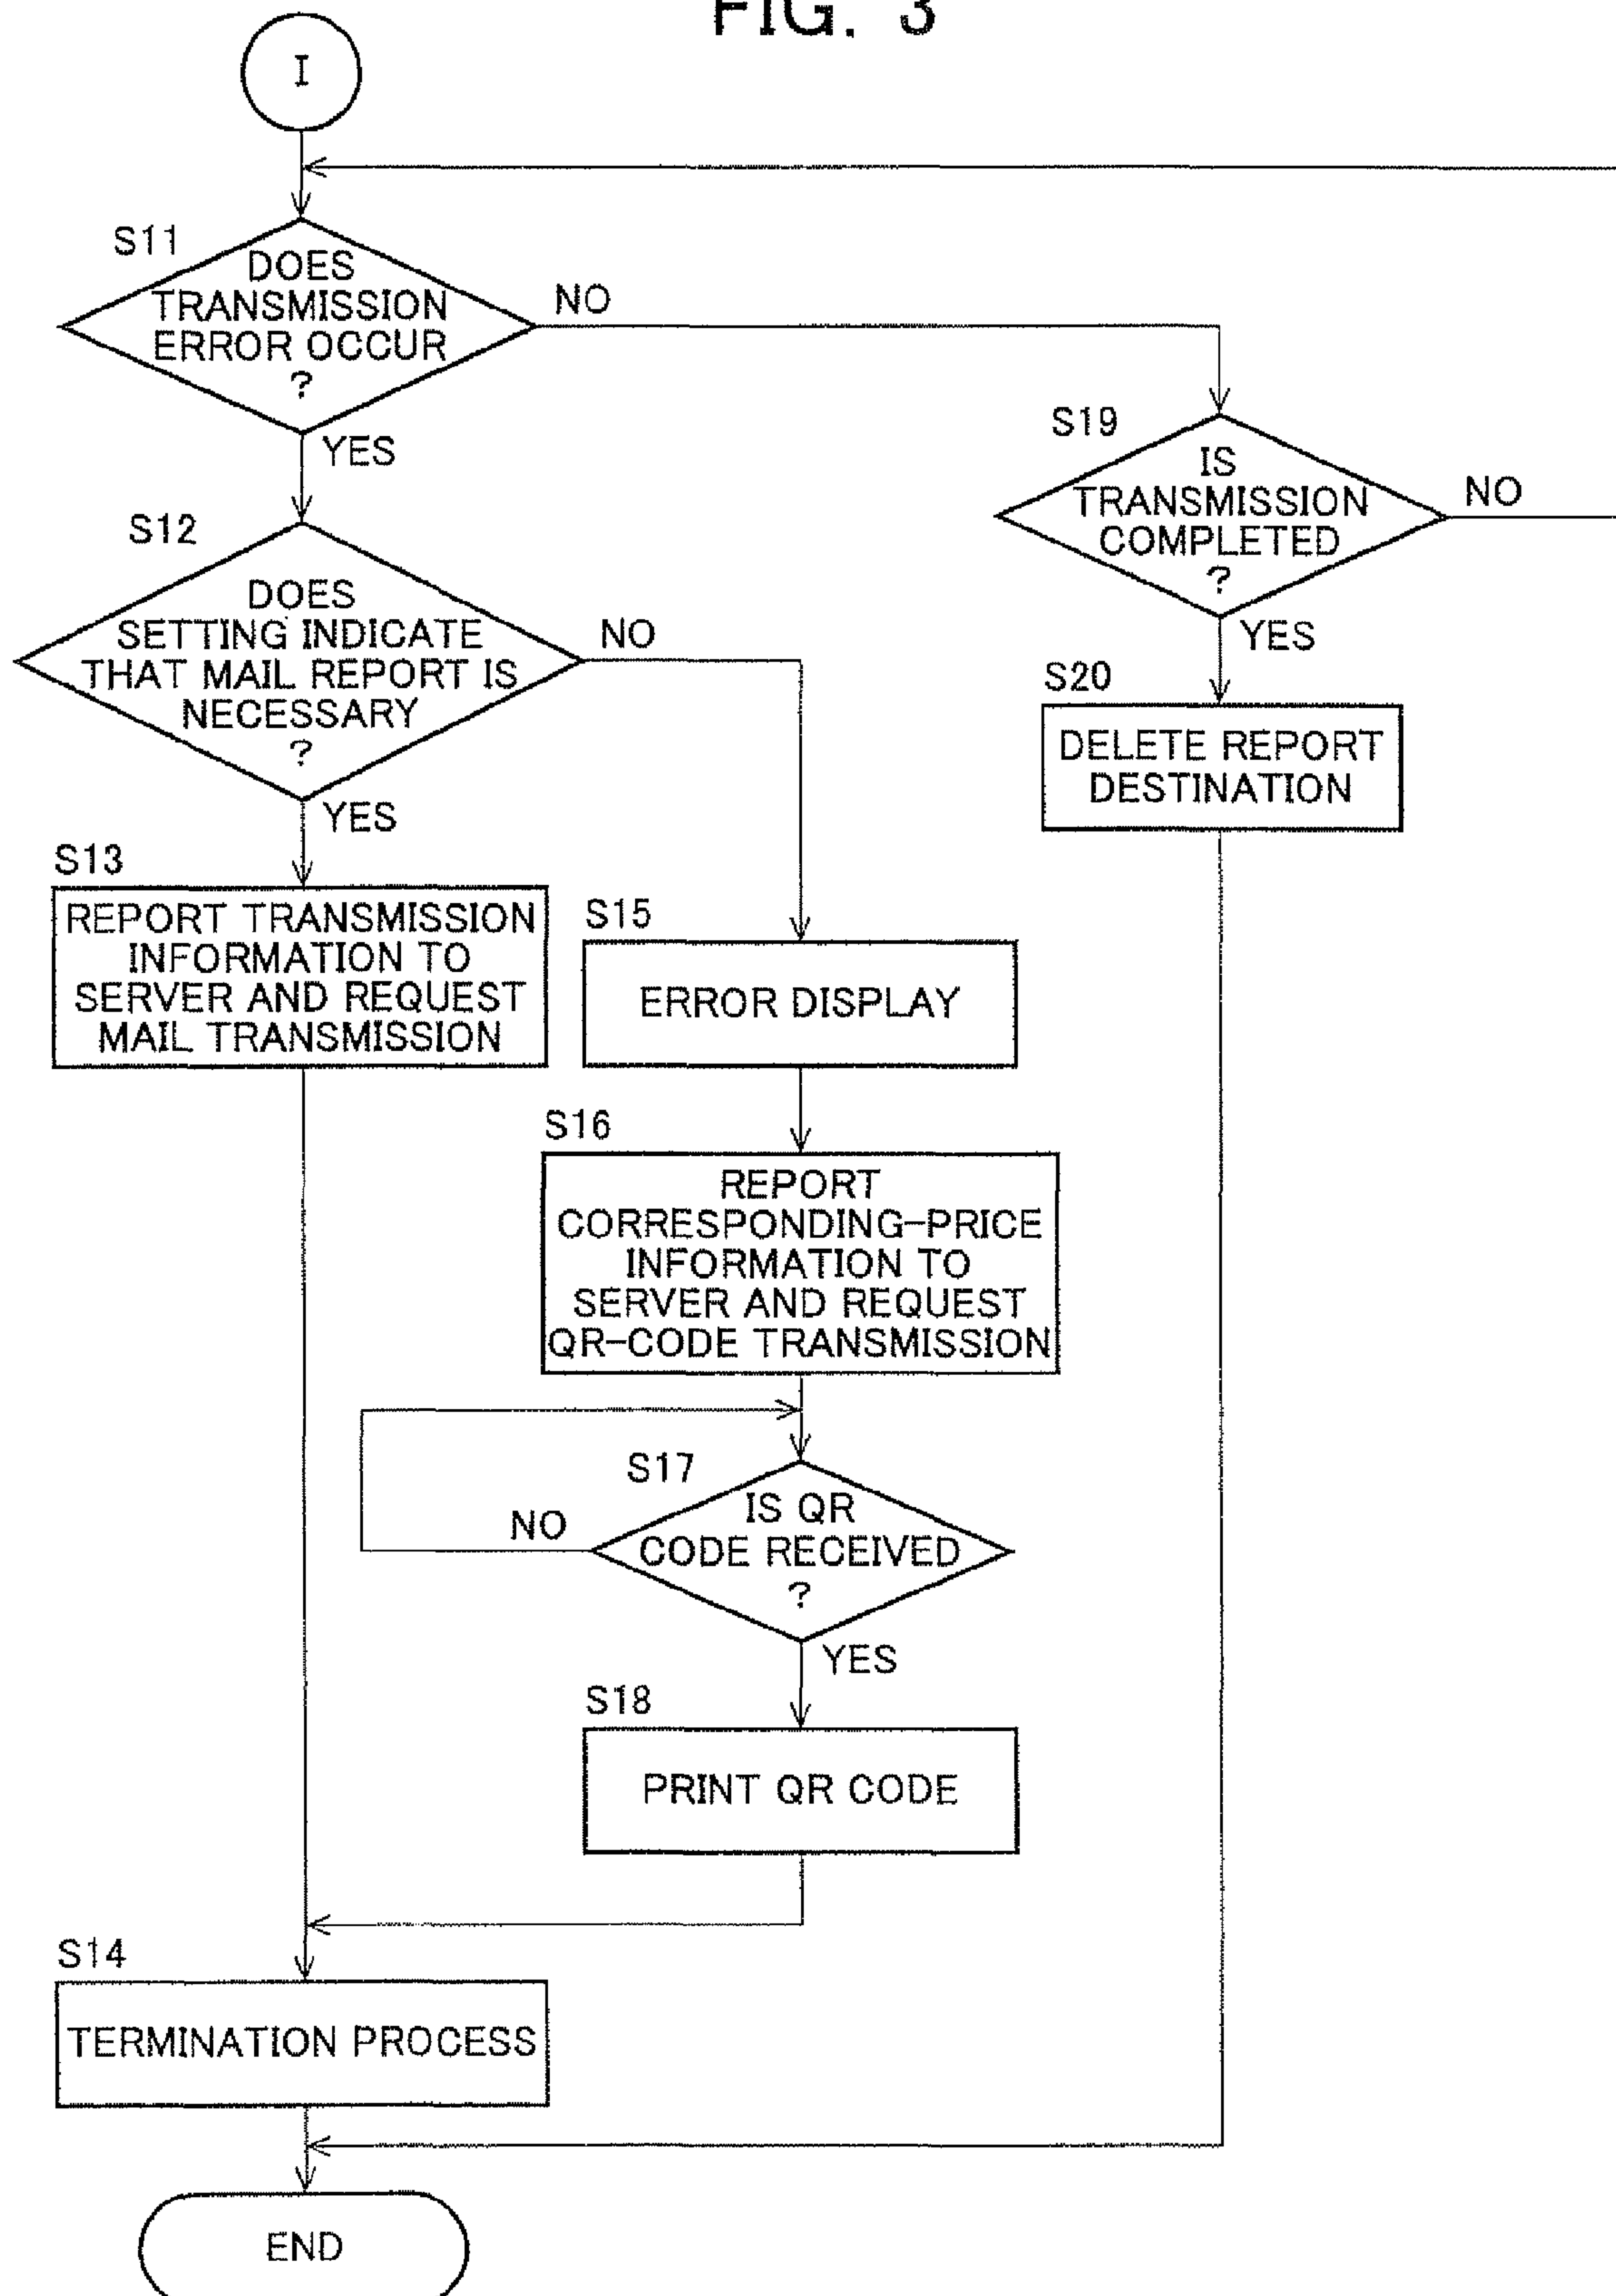 FIG. 3
I
S11
DOES
TRANSMISSION
ERROR OCCUR
?
NO
YES
S19
IS
TRANSMISSION
COMPLETED
?
NO
YES
S12
DOES
SETTING INDICATE
THAT MAIL REPORT IS
NECESSARY
?
NO
YES
S20
DELETE REPORT
DESTINATION
S13
REPORT TRANSMISSION
INFORMATION TO
SERVER AND REQUEST
MAIL TRANSMISSION
S15
ERROR DISPLAY
S16
REPORT
CORRESPONDING-PRICE
INFORMATION TO
SERVER AND REQUEST
QR-CODE TRANSMISSION
S17
IS QR
CODE RECEIVED
?
NO
YES
S18
PRINT QR CODE
S14
TERMINATION PROCESS
END